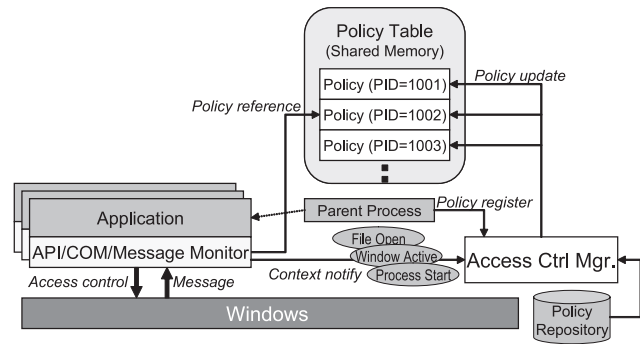 Policy Table
(Shared Memory)
Policy (PID=1001)
Policy update
Policy reference
Policy (PID=1002)
Policy (PID=1003)
Application
Parent Process
Policy register
API/COM/Message Monitor
File Open
Window Active
Process Start
Context notify
Access Ctrl Mgr.
Access control
Message
Windows
Policy
Repository